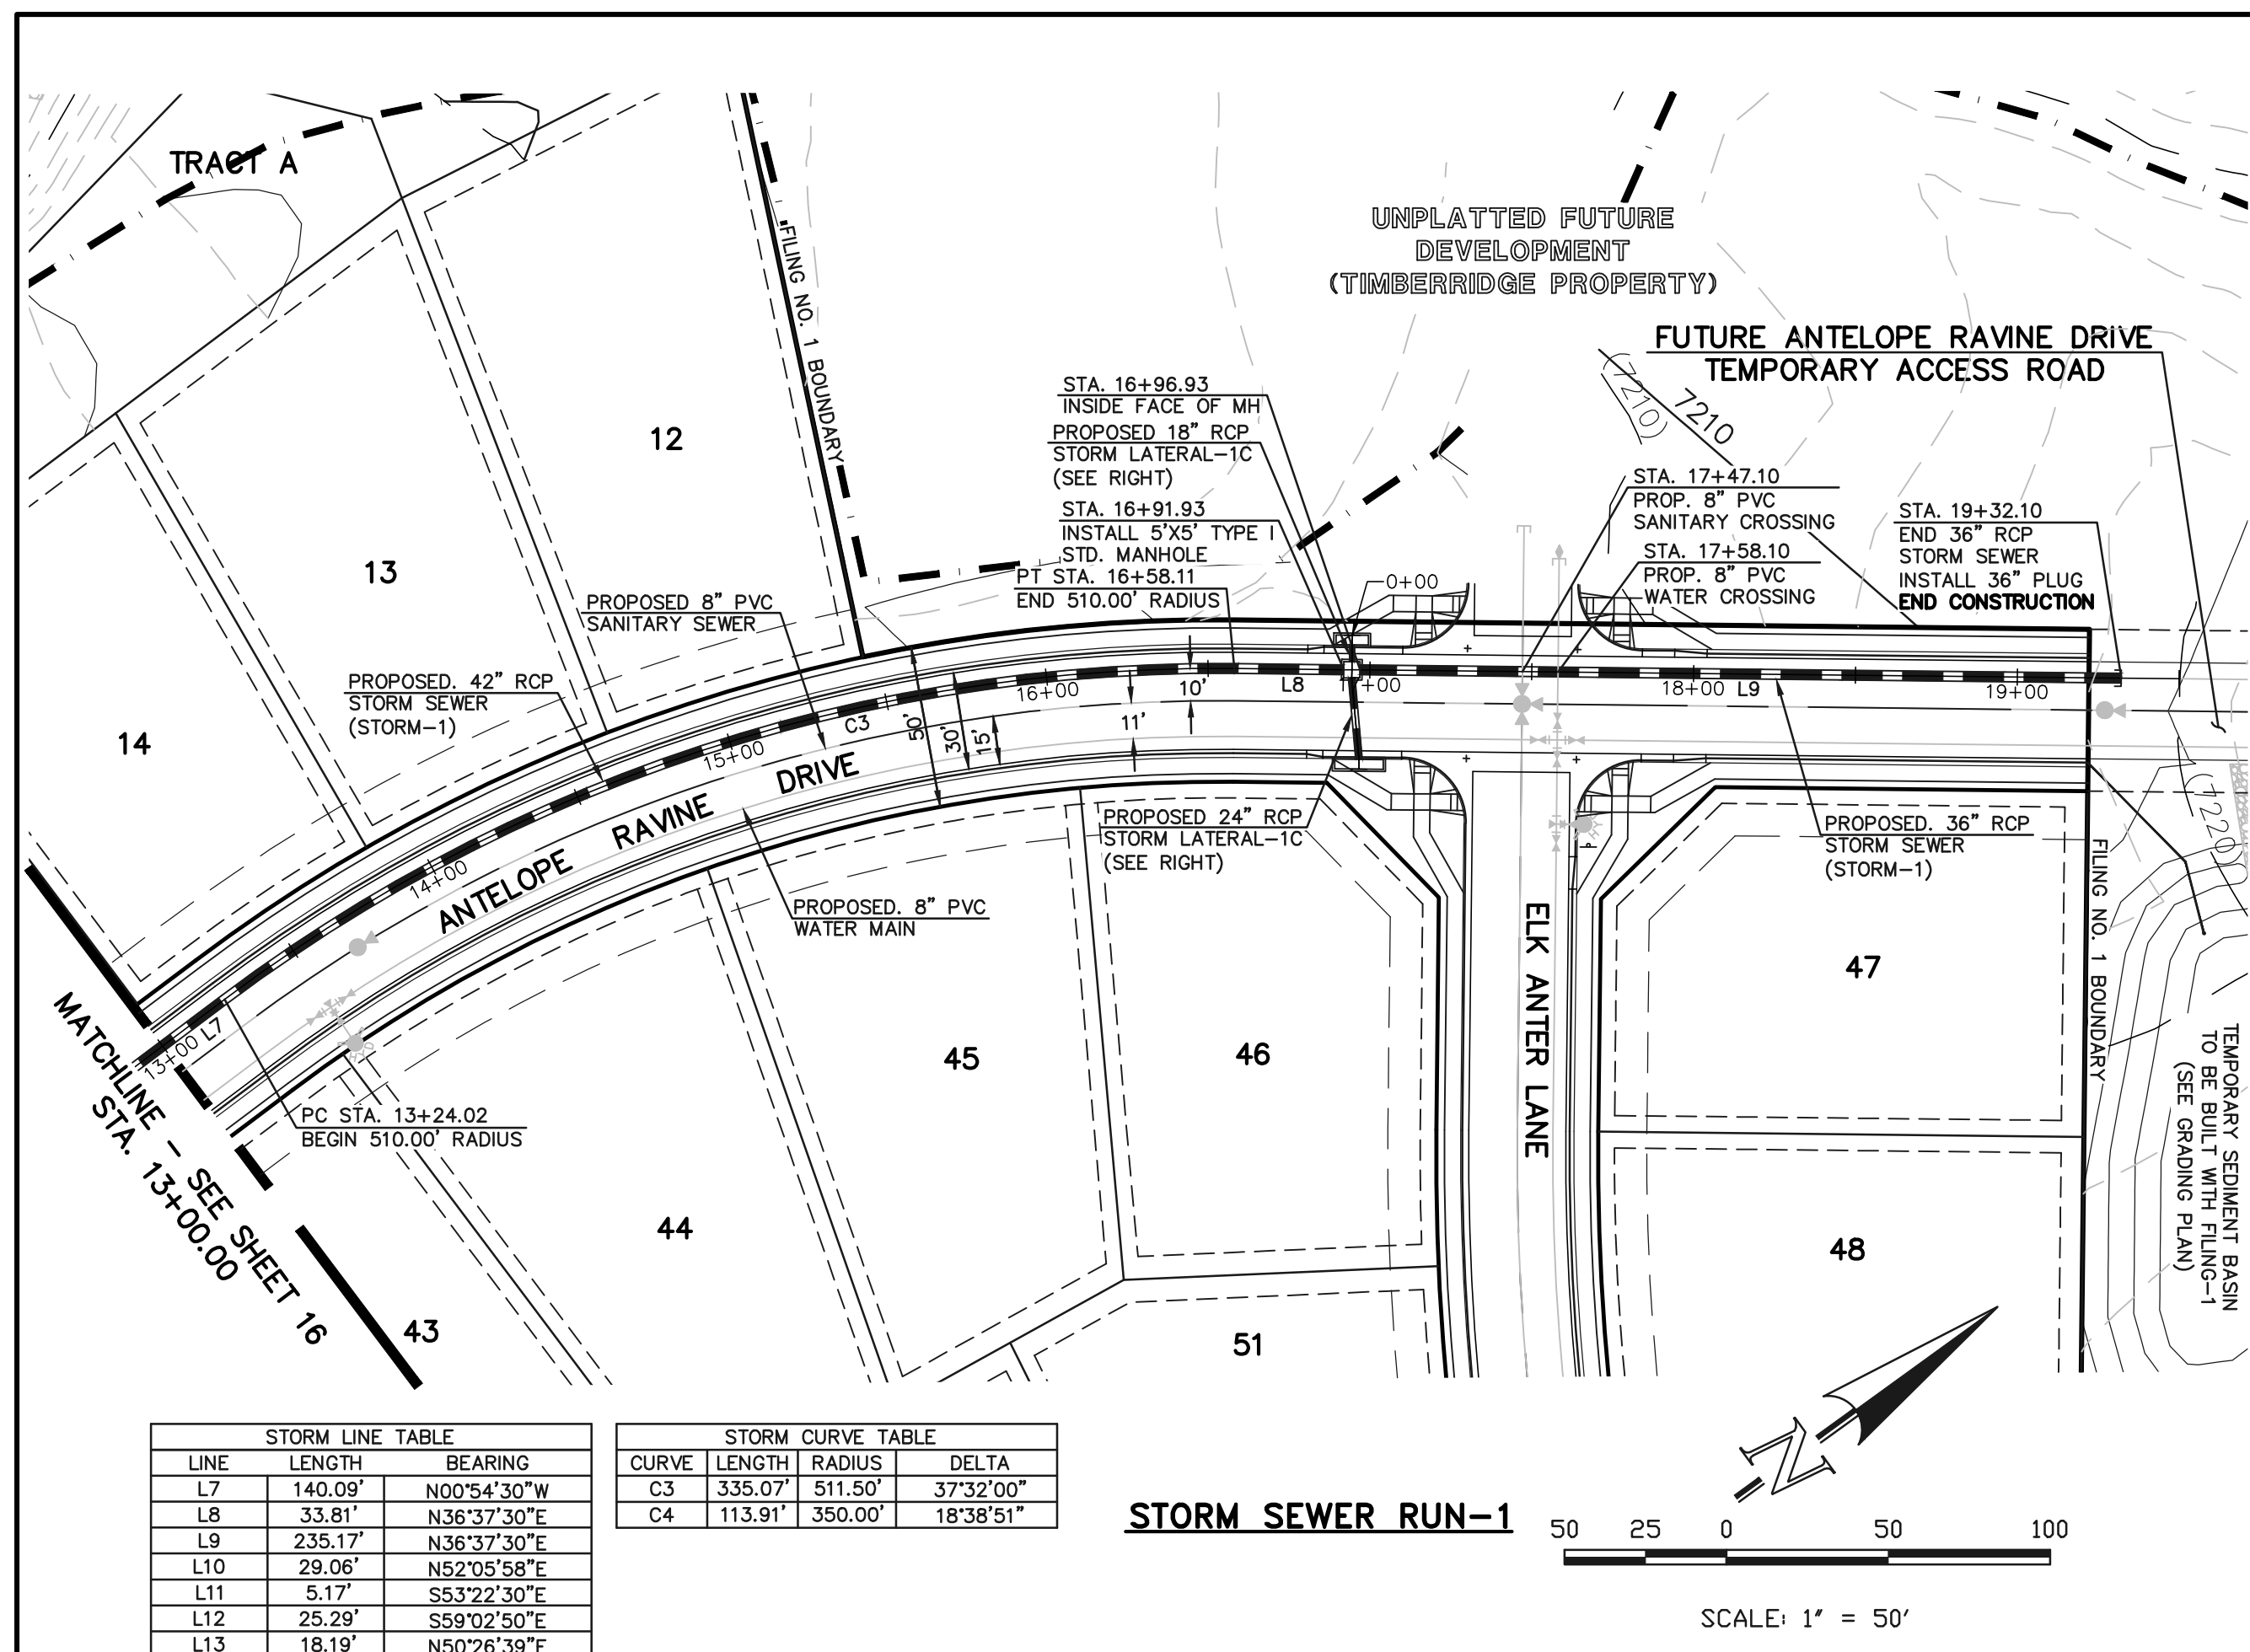 TRACT A
FILING NO. 1 BOUNDARY
UNPLATTED FUTURE
DEVELOPMENT
(TIMBERRIDGE PROPERTY)
FUTURE ANTELOPE RAVINE DRIVE
TEMPORARY ACCESS ROAD
(7210)
7210
STA. 16+96.93
INSIDE FACE OF MH
PROPOSED 18" RCP
STORM LATERAL-1C
(SEE RIGHT)
STA. 16+91.93
INSTALL 5'X5' TYPE I
STD. MANHOLE
PT STA. 16+58.11
END 510.00' RADIUS
0+00
STA. 17+47.10
PROP. 8" PVC
SANITARY CROSSING
STA. 17+58.10
PROP. 8" PVC
WATER CROSSING
STA. 19+32.10
END 36" RCP
STORM SEWER
INSTALL 36" PLUG
END CONSTRUCTION
12
13
14
PROPOSED 8" PVC
SANITARY SEWER
PROPOSED. 42" RCP
STORM SEWER
(STORM-1)
13+00
L7
14+00
15+00
C3
16+00
L8
18+00
L9
19+00
50'
30'
15'
10'
11'
ANTELOPE RAVINE DRIVE
PROPOSED. 8" PVC
WATER MAIN
PROPOSED 24" RCP
STORM LATERAL-1C
(SEE RIGHT)
PROPOSED. 36" RCP
STORM SEWER
(STORM-1)
(7220)
FILING NO. 1 BOUNDARY
ELK ANTER LANE
47
48
46
45
44
43
51
PC STA. 13+24.02
BEGIN 510.00' RADIUS
MATCHLINE - SEE SHEET 16
STA. 13+00.00
TEMPORARY SEDIMENT BASIN
TO BE BUILT WITH FILING-1
(SEE GRADING PLAN)
STORM LINE TABLE
LINE LENGTH BEARING
L7 140.09' N00°54'30"W
L8 33.81' N36°37'30"E
L9 235.17' N36°37'30"E
L10 29.06' N52°05'58"E
L11 5.17' S53°22'30"E
L12 25.29' S59°02'50"E
L13 18.19' N50°26'39"E
STORM CURVE TABLE
CURVE LENGTH RADIUS DELTA
C3 335.07' 511.50' 37°32'00"
C4 113.91' 350.00' 18°38'51"
STORM SEWER RUN-1
N
50 25 0 50 100
SCALE: 1" = 50'